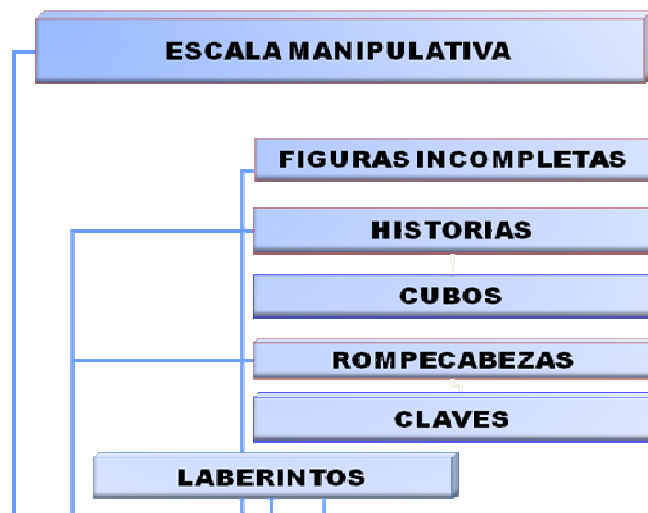 ESCALA MANIPULATIVA
FIGURAS INCOMPLETAS
HISTORIAS
CUBOS
ROMPECABEZAS
CLAVES
LABERINTOS